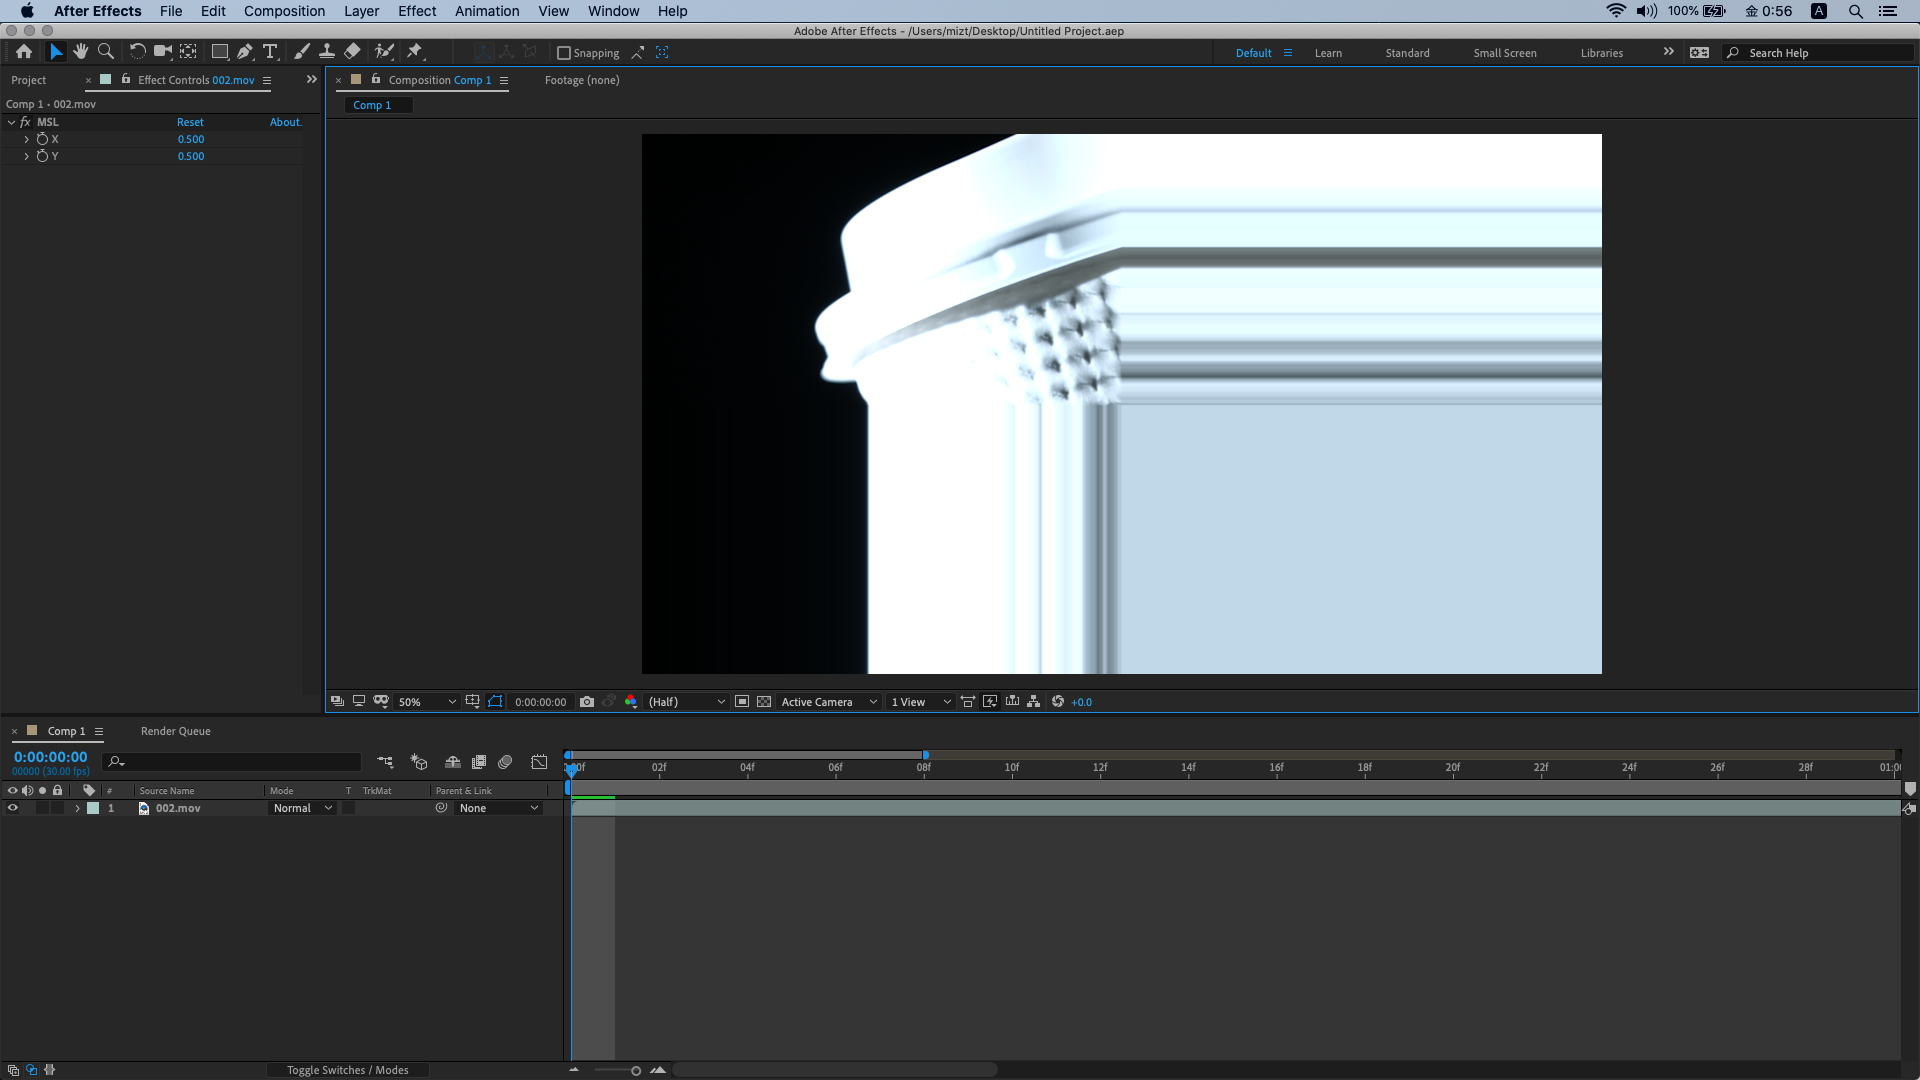 After Effects File Edit Composition Layer Effect Animation View Window Help 100% 金 0:56 A
Adobe After Effects - /Users/mizt/Desktop/Untitled Project.aep
Snapping Default Learn Standard Small Screen Libraries Search Help
Project Effect Controls 002.mov Composition Comp 1 Footage (none)
Comp 1 • 002.mov
Comp 1
fx MSL Reset About.
X 0.500
Y 0.500
50% 0:00:00:00 (Half) Active Camera 1 View +0.0
Comp 1 Render Queue
0:00:00:00
00000 (30.00 fps)
02f 04f 06f 08f 10f 12f 14f 16f 18f 20f 22f 24f 26f 28f
# Source Name Mode T TrkMat Parent & Link
1 002.mov Normal None
Toggle Switches / Modes